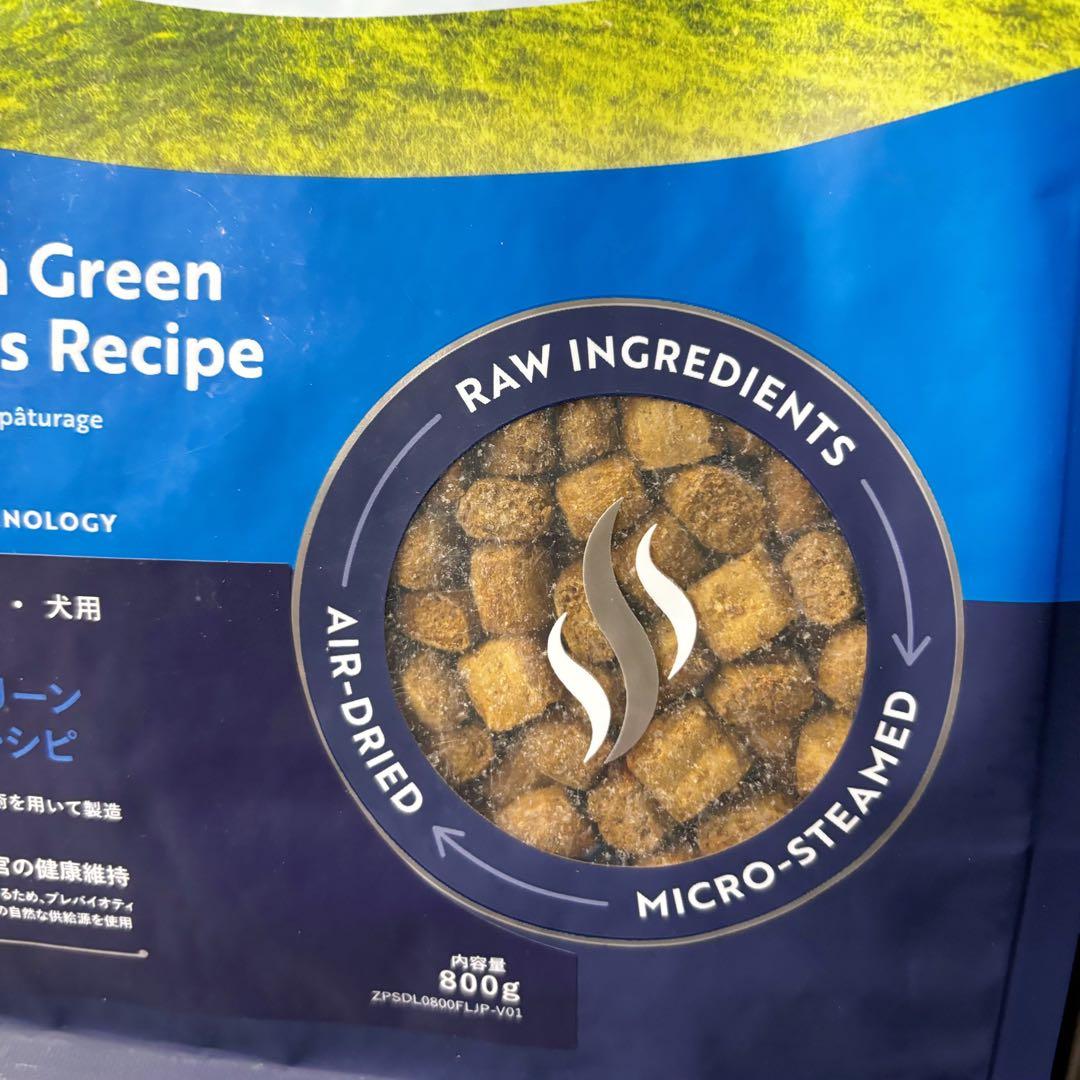 Green
s Recipe
pâturage
NOLOGY
RAW INGREDIENTS
MICRO-STEAMED
AIR-DRIED
・ 犬用
リーン
シピ
を用いて製造
の健康維持
るため、プレバイオティ
の自然な供給源を使用
内容量
800g
ZPSDL0800FLJP-V01